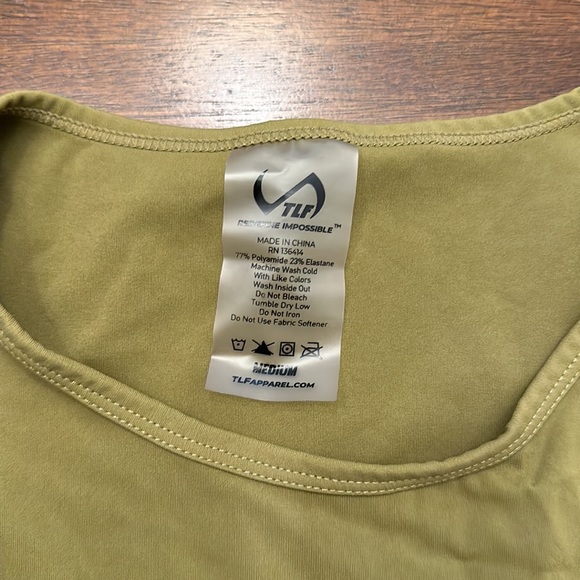 TLF
REDEFINE IMPOSSIBLE™
MADE IN CHINA
RN 136414
77% Polyamide 23% Elastane
Machine Wash Cold
With Like Colors
Wash Inside Out
Do Not Bleach
Tumble Dry Low
Do Not Iron
Do Not Use Fabric Softener
MEDIUM
TLFAPPAREL.COM